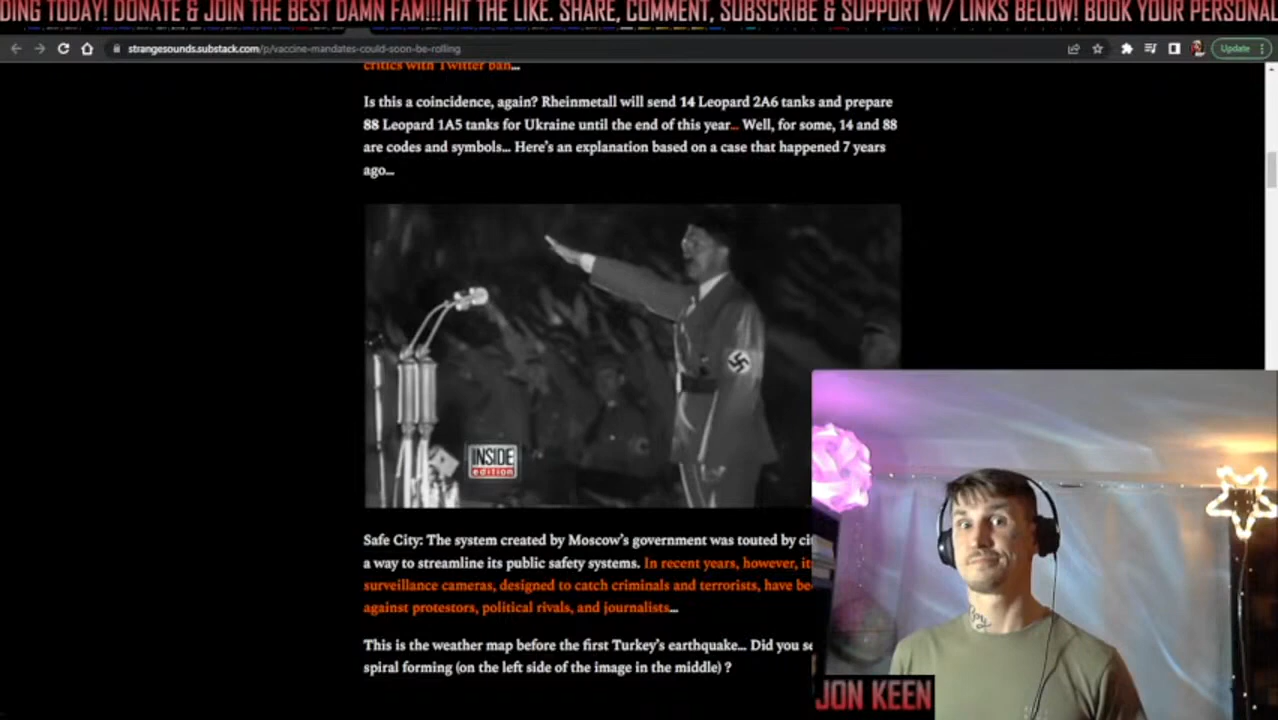 DING TODAY! DONATE & JOIN THE BEST DAMN FAM!!! HIT THE LIKE. SHARE, COMMENT, SUBSCRIBE & SUPPORT W/ LINKS BELOW! BOOK YOUR PERSONAL
strangesounds.substack.com/p/vaccine-mandates-could-soon-be-rolling
Update
critics with Twitter ban...
Is this a coincidence, again? Rheinmetall will send 14 Leopard 2A6 tanks and prepare
88 Leopard 1A5 tanks for Ukraine until the end of this year... Well, for some, 14 and 88
are codes and symbols... Here's an explanation based on a case that happened 7 years
ago...
INSIDE
edition
Safe City: The system created by Moscow's government was touted by ci
a way to streamline its public safety systems. In recent years, however, it
surveillance cameras, designed to catch criminals and terrorists, have be
against protestors, political rivals, and journalists...
This is the weather map before the first Turkey's earthquake... Did you s
spiral forming (on the left side of the image in the middle) ?
JON KEEN